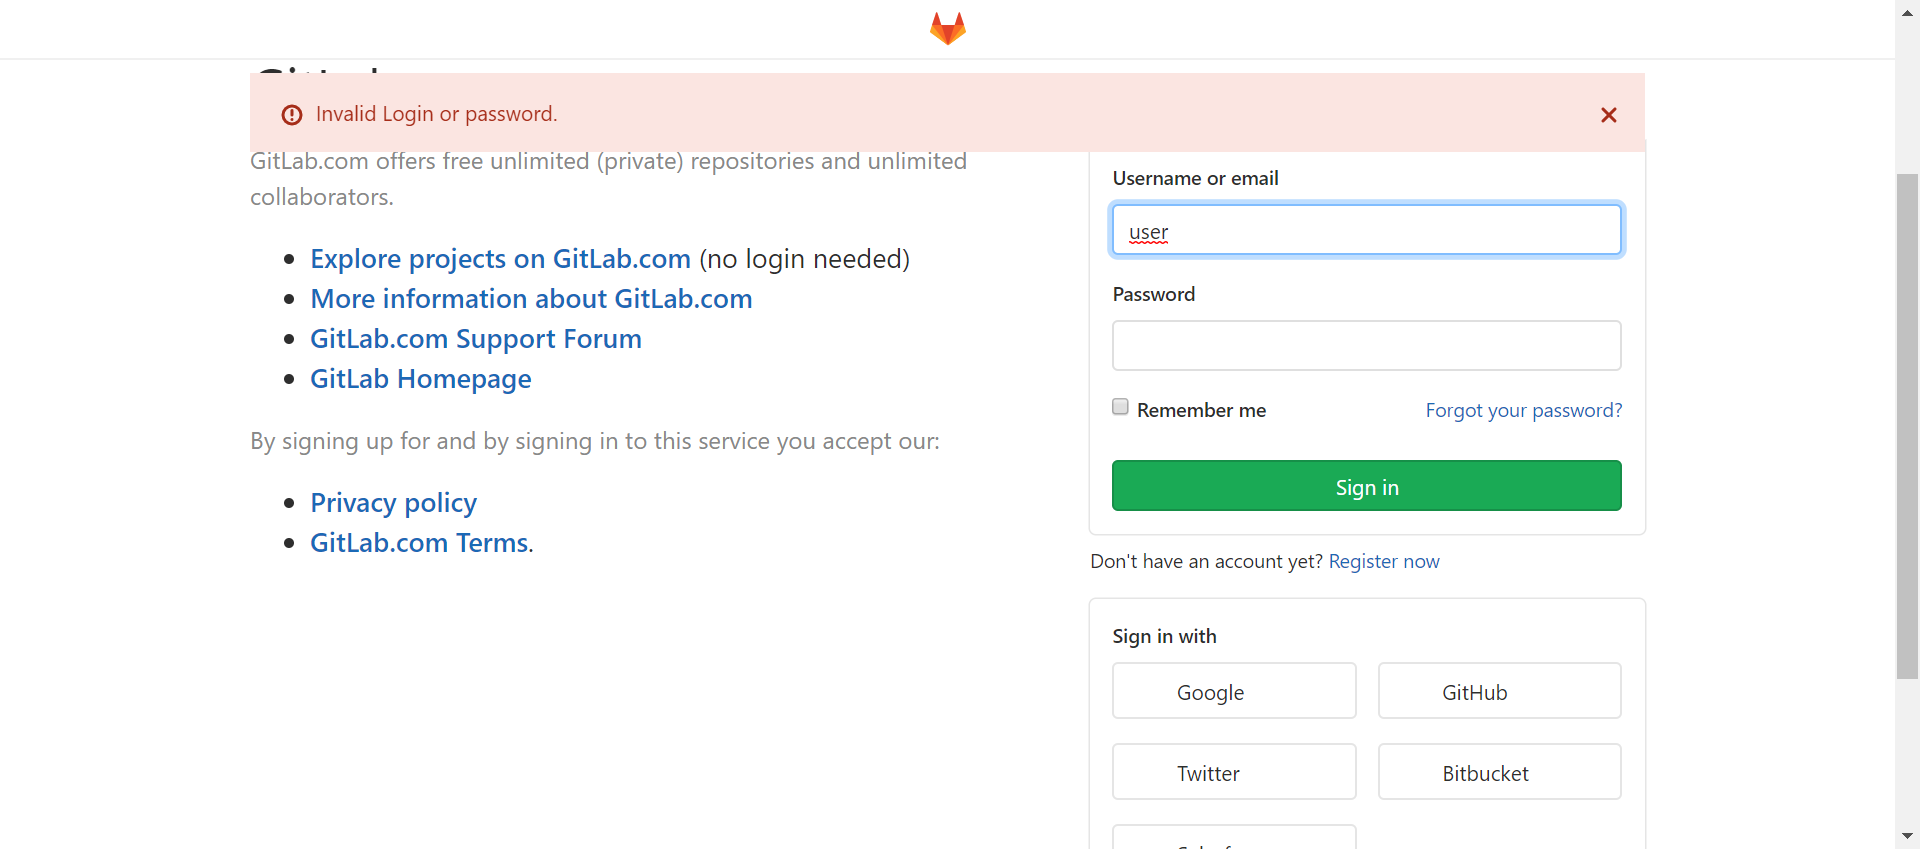 Invalid Login or password.
GitLab.com offers free unlimited (private) repositories and unlimited
collaborators.
Explore projects on GitLab.com (no login needed)
More information about GitLab.com
GitLab.com Support Forum
GitLab Homepage
By signing up for and by signing in to this service you accept our:
Privacy policy
GitLab.com Terms.
Username or email
user
Password
Remember me
Forgot your password?
Sign in
Don't have an account yet? Register now
Sign in with
Google
GitHub
Twitter
Bitbucket